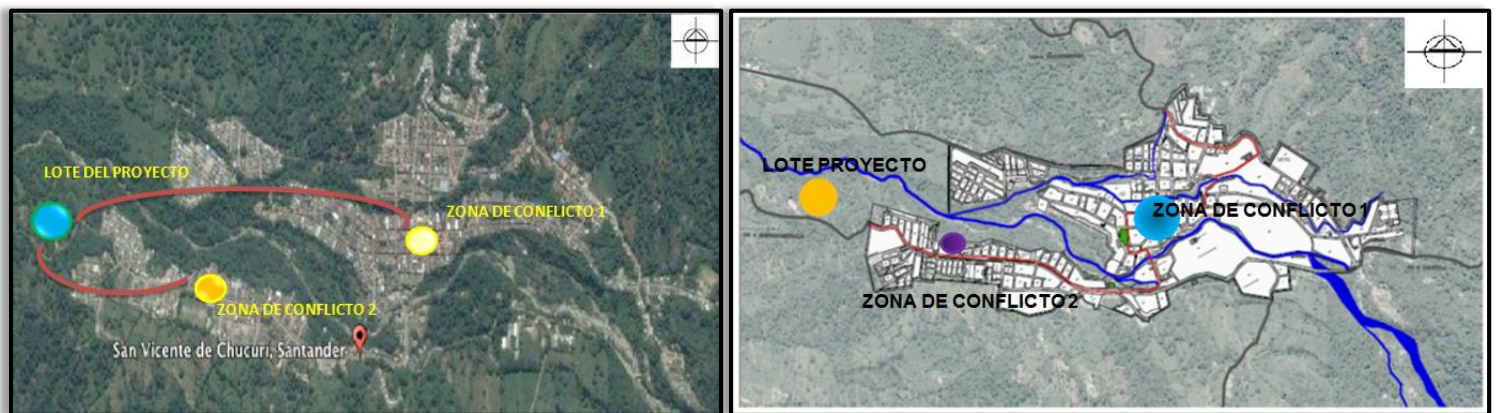 LOTE DEL PROYECTO
ZONA DE CONFLICTO 1
ZONA DE CONFLICTO 2
San Vicente de Chucuri, Santander
LOTE PROYECTO
ZONA DE CONFLICTO 1
ZONA DE CONFLICTO 2